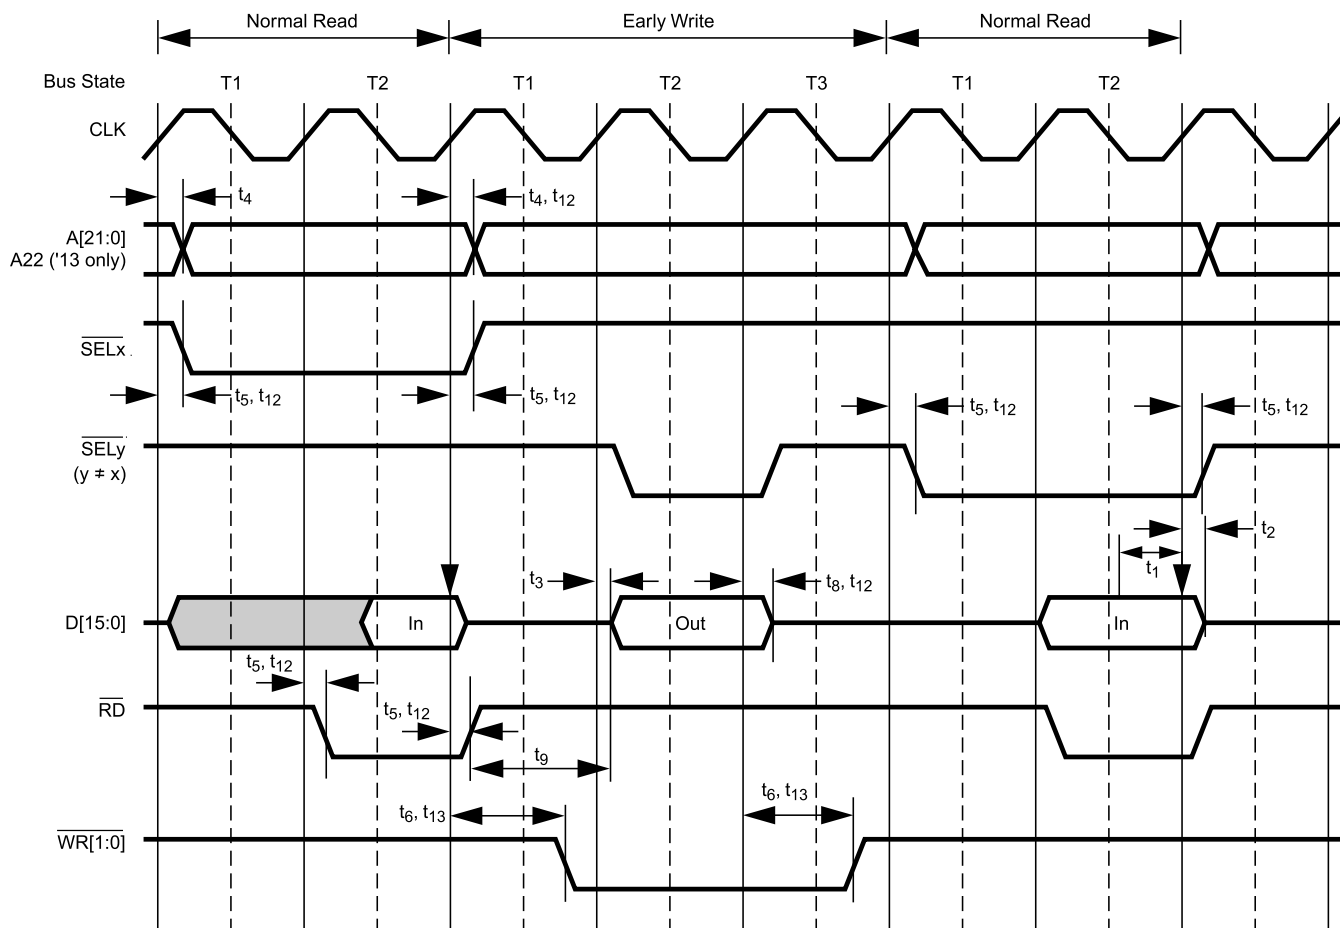 Normal Read Early Write Normal Read
Bus State T1 T2 T1 T2 T3 T1 T2
CLK
t4 t4, t12
A[21:0]
A22 ('13 only)
SELx
t5, t12 t5, t12 t5, t12 t5, t12
SELy
(y ≠ x)
t2
t1
t3 t8, t12
D[15:0] In Out In
t5, t12
RD t5, t12
t9
t6, t13 t6, t13
WR[1:0]